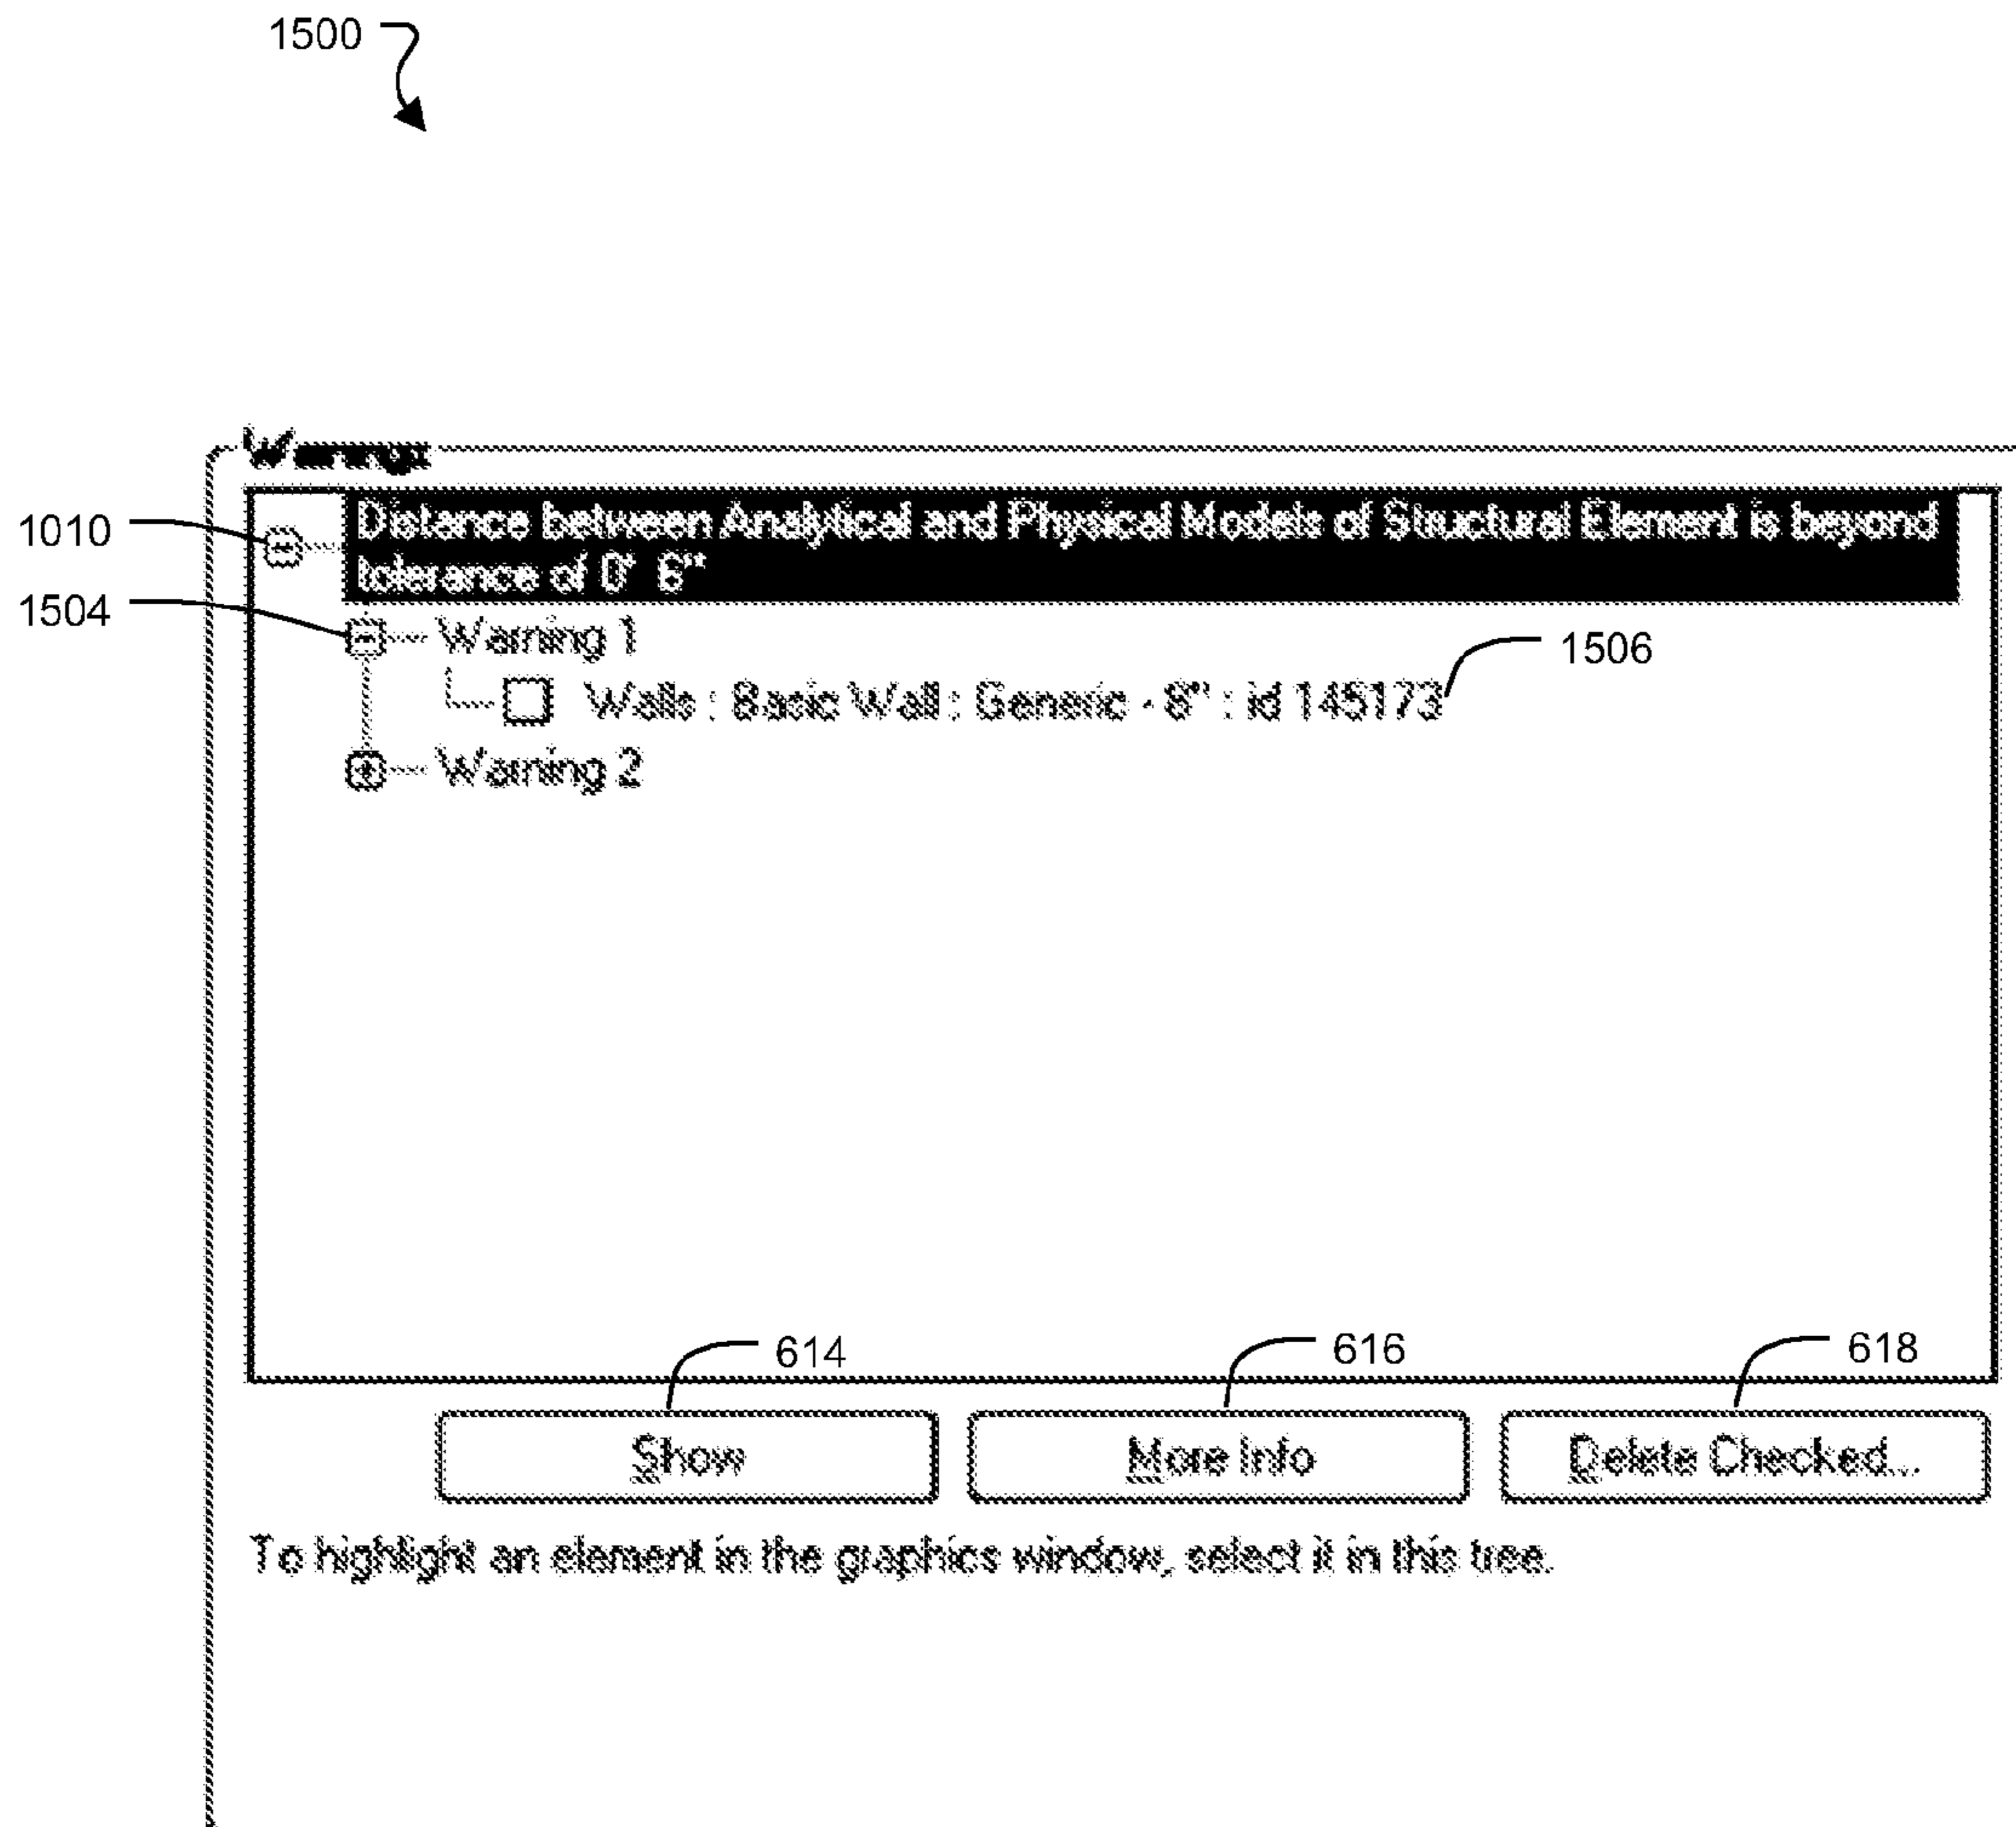 1500
Warnings
1010
Distance between Analytical and Physical Models of Structural Element is beyond
tolerance of 0' 6"
1504
Warning 1
1506
Walls : Basic Wall : Generic - 8" : id 145173
Warning 2
614
616
618
Show
More Info
Delete Checked...
To highlight an element in the graphics window, select it in this tree.